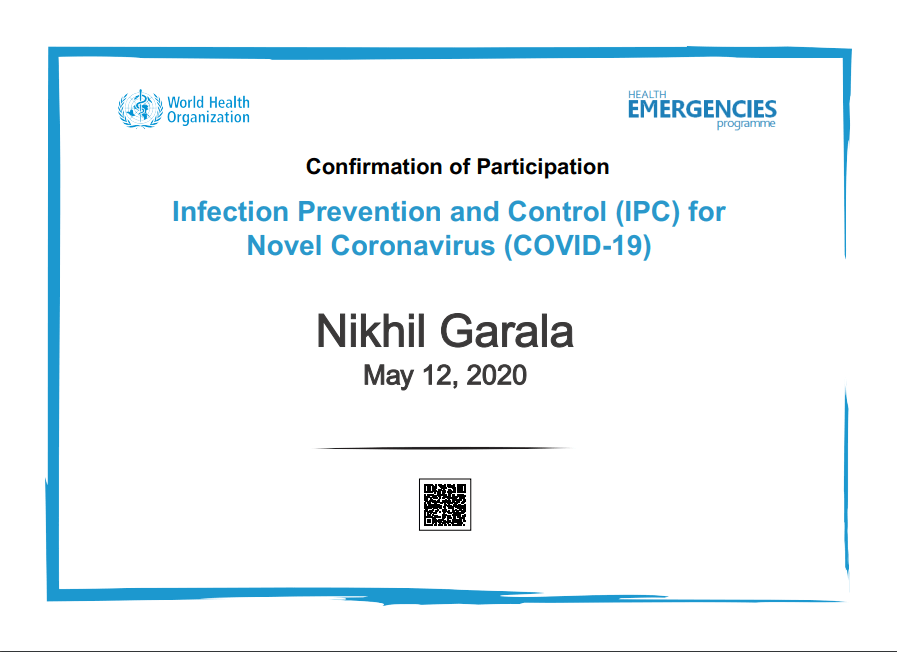 World Health
Organization
HEALTH
EMERGENCIES
programme
Confirmation of Participation
Infection Prevention and Control (IPC) for
Novel Coronavirus (COVID-19)
Nikhil Garala
May 12, 2020